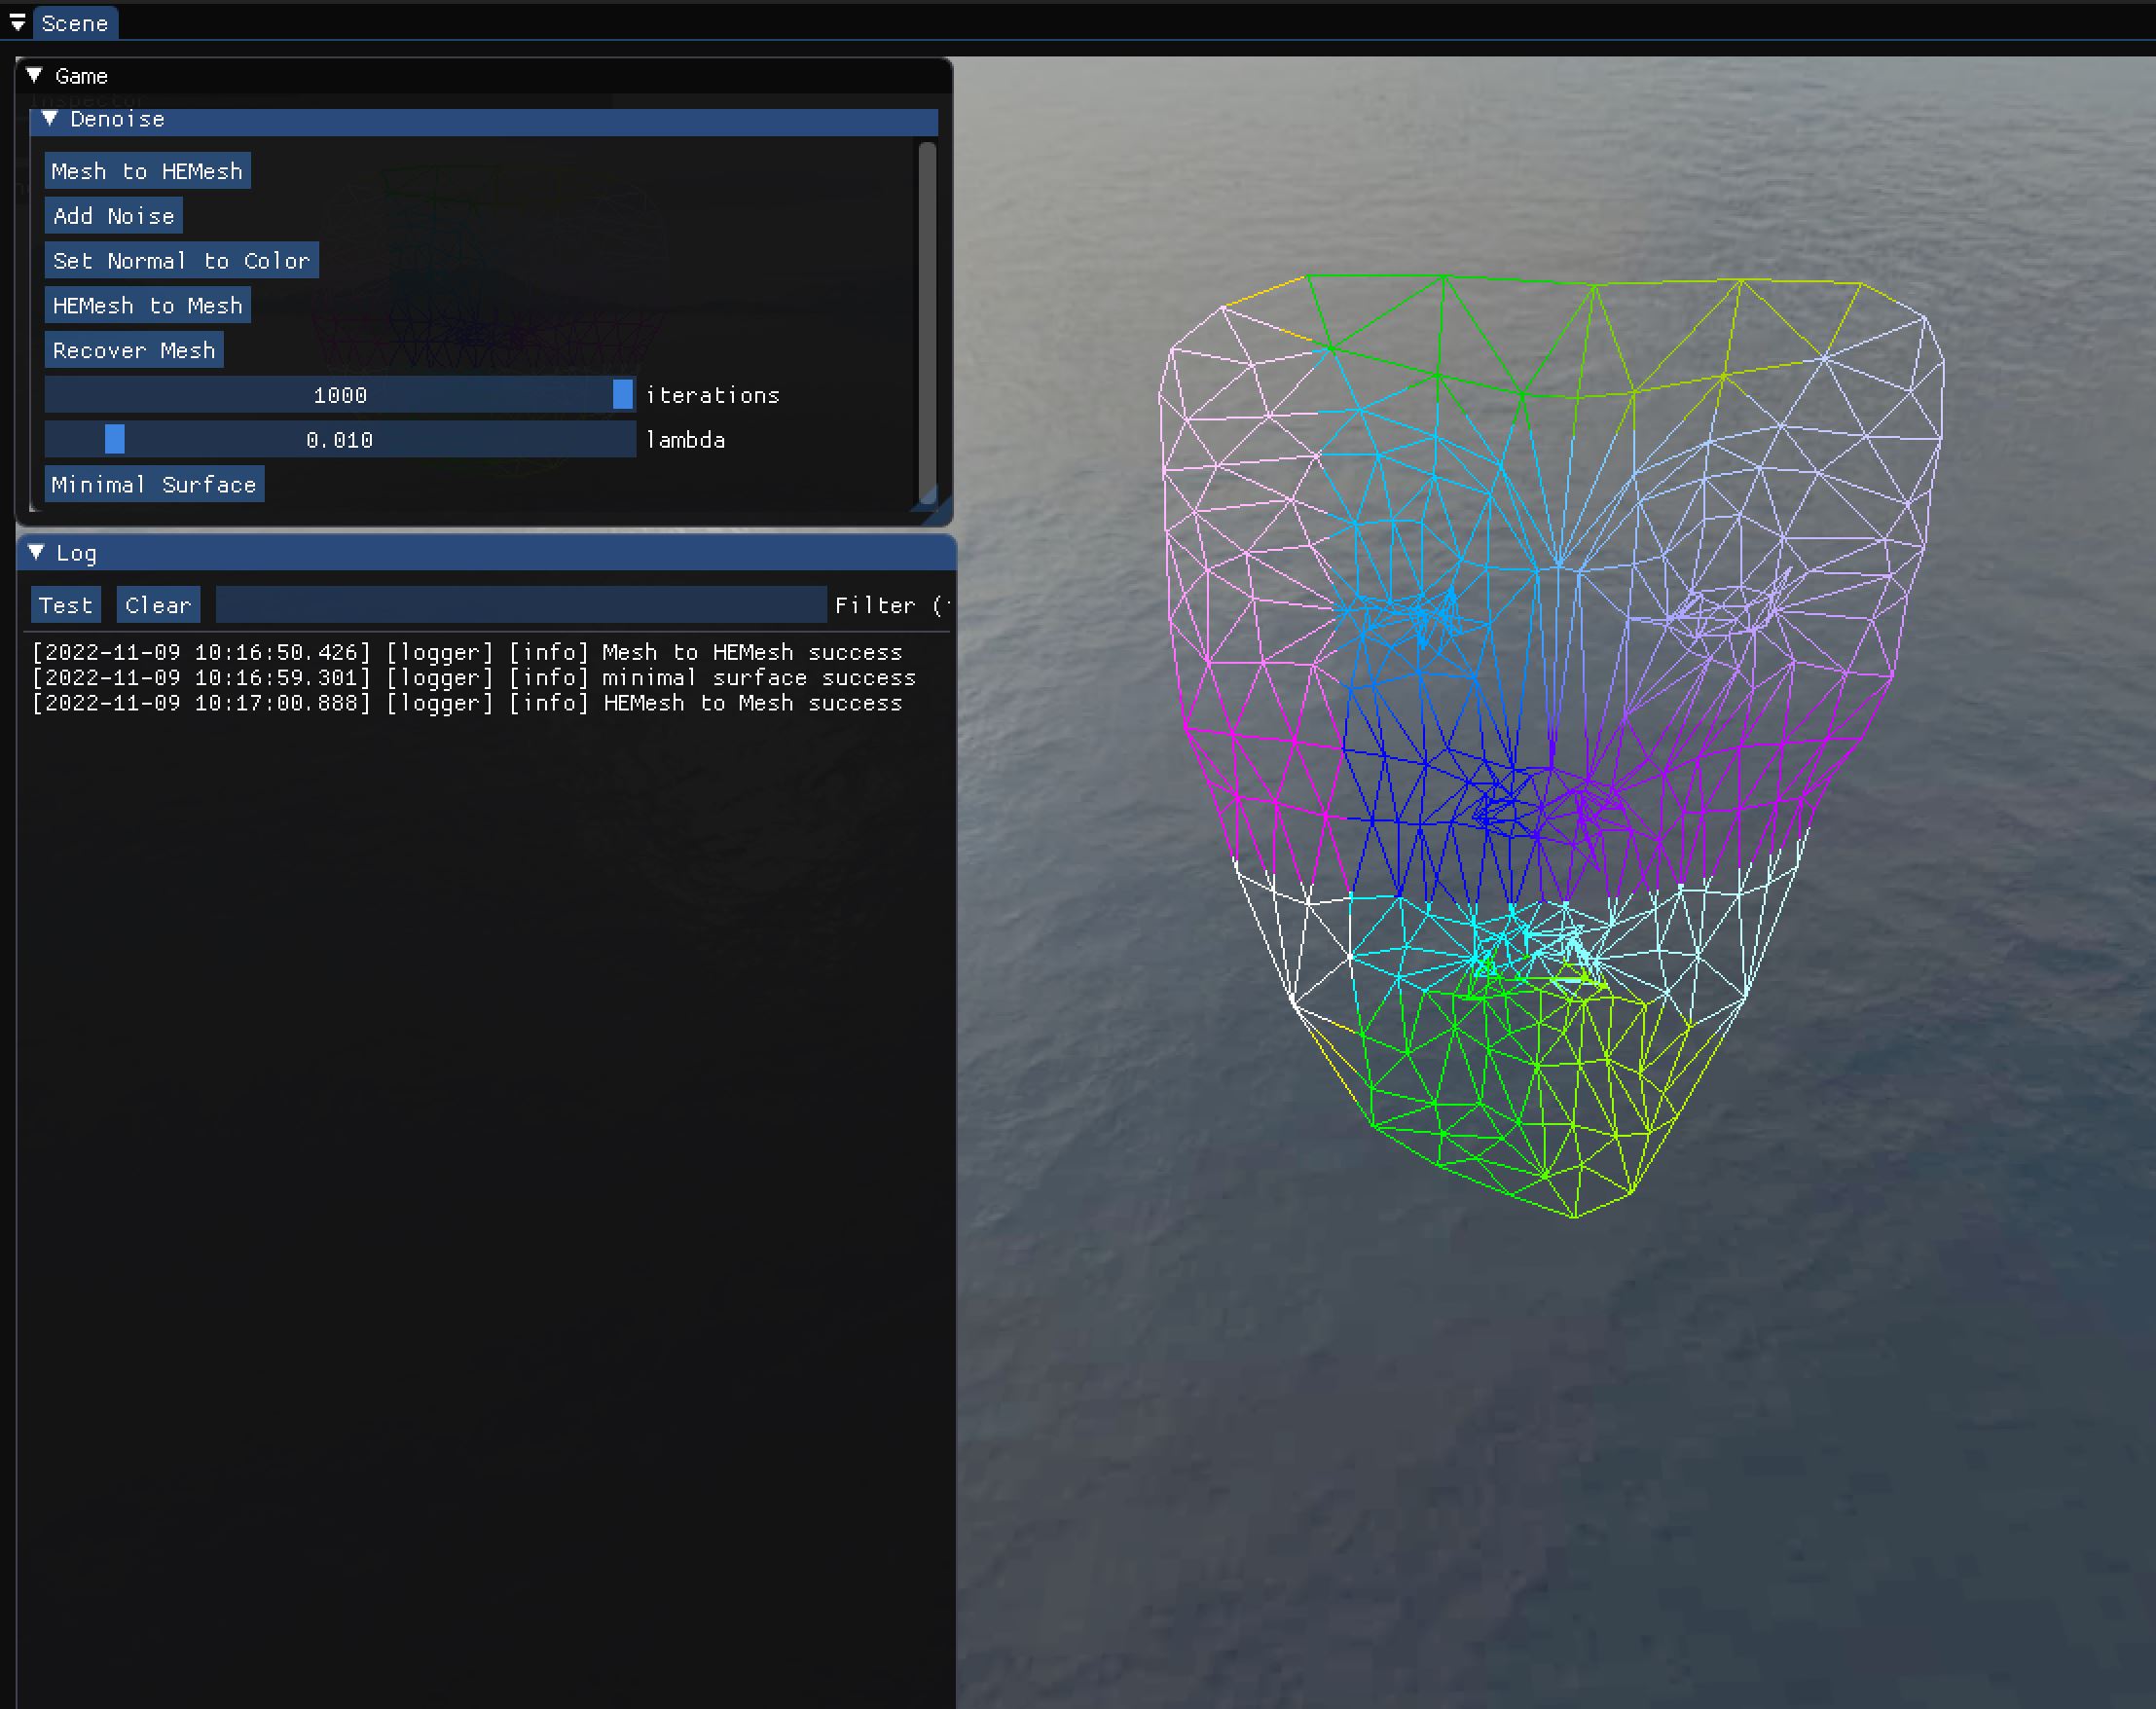 Scene
Game
Inspector
Denoise
Mesh to HEMesh
Add Noise
Set Normal to Color
HEMesh to Mesh
Recover Mesh
1000 iterations
0.010 lambda
Minimal Surface
Log
Test Clear Filter (
[2022-11-09 10:16:50.426] [logger] [info] Mesh to HEMesh success
[2022-11-09 10:16:59.301] [logger] [info] minimal surface success
[2022-11-09 10:17:00.888] [logger] [info] HEMesh to Mesh success